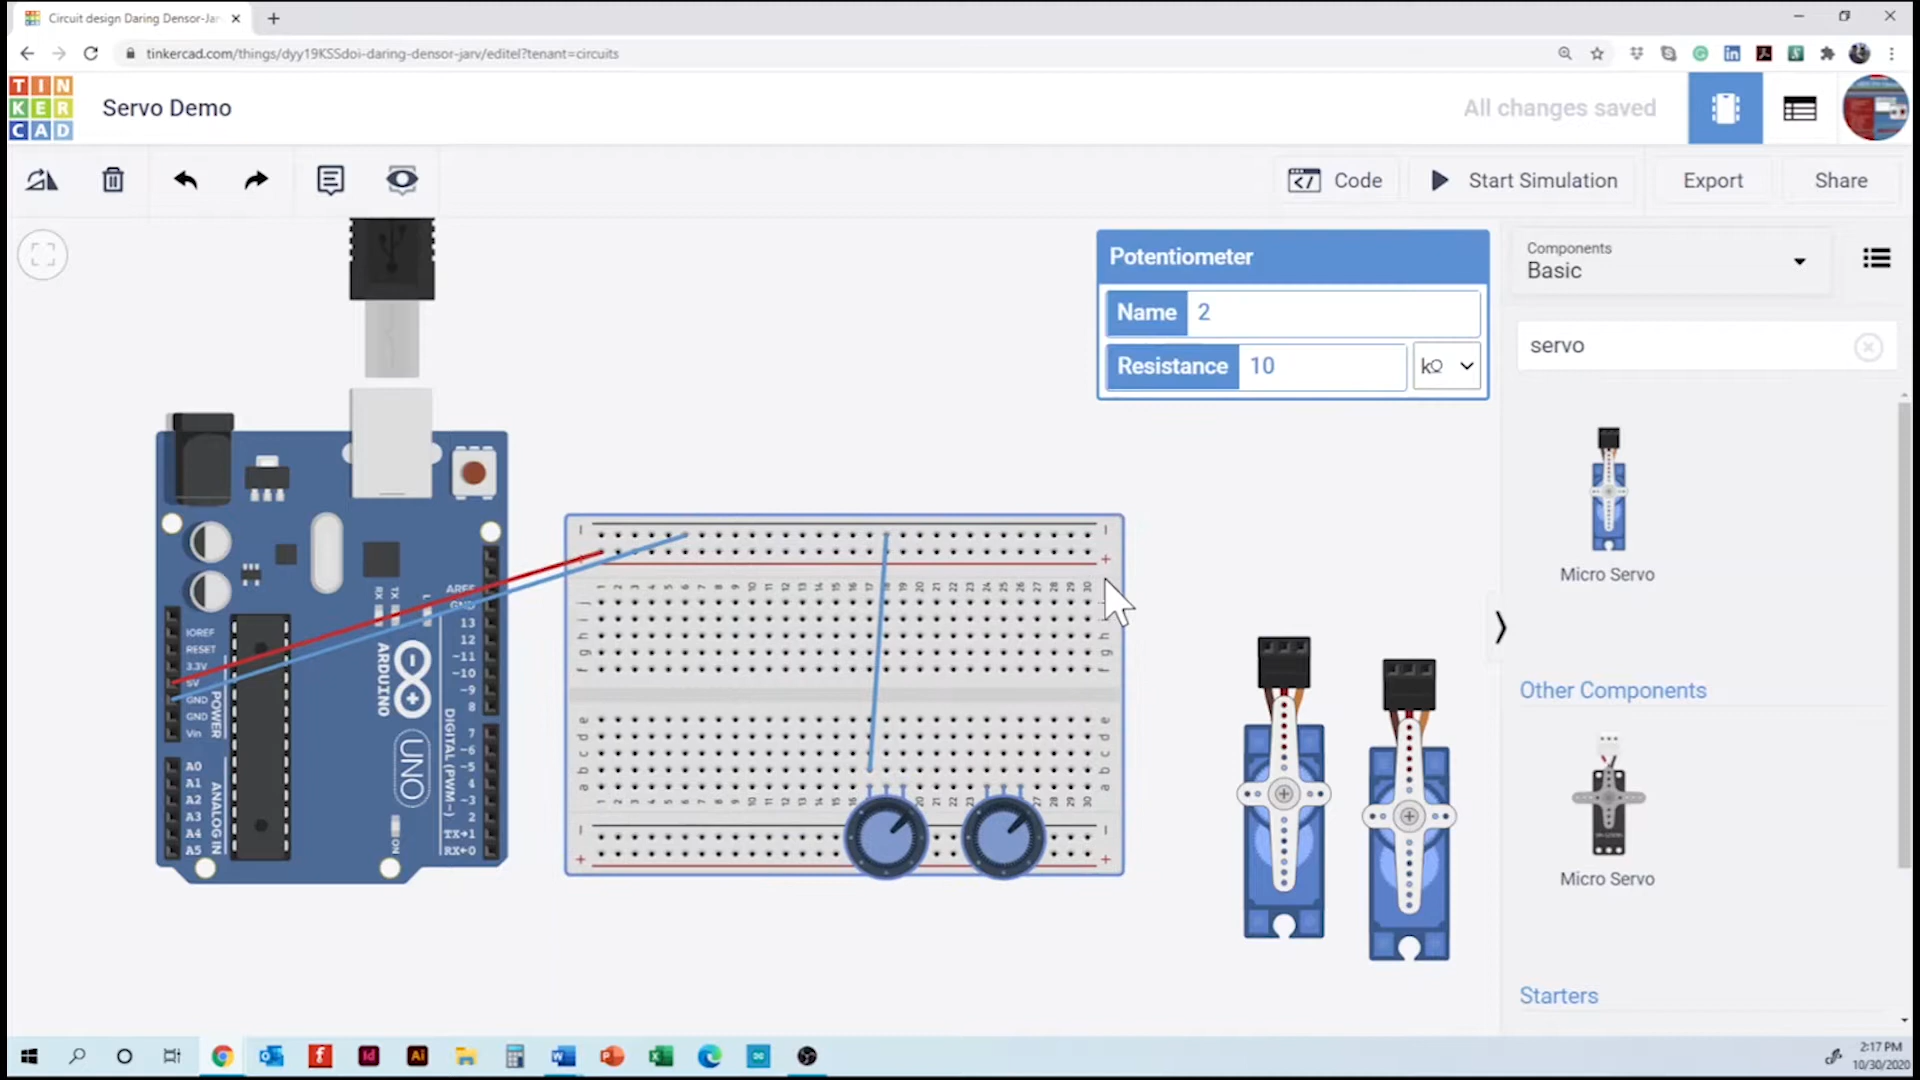 Circuit design Daring Densor-Jar
tinkercad.com/things/dyy19KSSdoi-daring-densor-jarv/editel?tenant=circuits
TIN
KER
CAD
Servo Demo
All changes saved
Code
Start Simulation
Export
Share
Potentiometer
Name 2
Resistance 10 kΩ
Components
Basic
servo
Micro Servo
Other Components
Micro Servo
Starters
AREF
GND
13
12
~11
~10
~9
8
7
~6
~5
4
~3
2
TX→1
RX←0
DIGITAL (PWM~)
IOREF
RESET
3.3V
5V
GND
GND
Vin
POWER
A0
A1
A2
A3
A4
A5
ANALOG IN
RX
TX
L
ARDUINO
UNO
ON
2:17 PM
10/30/2020